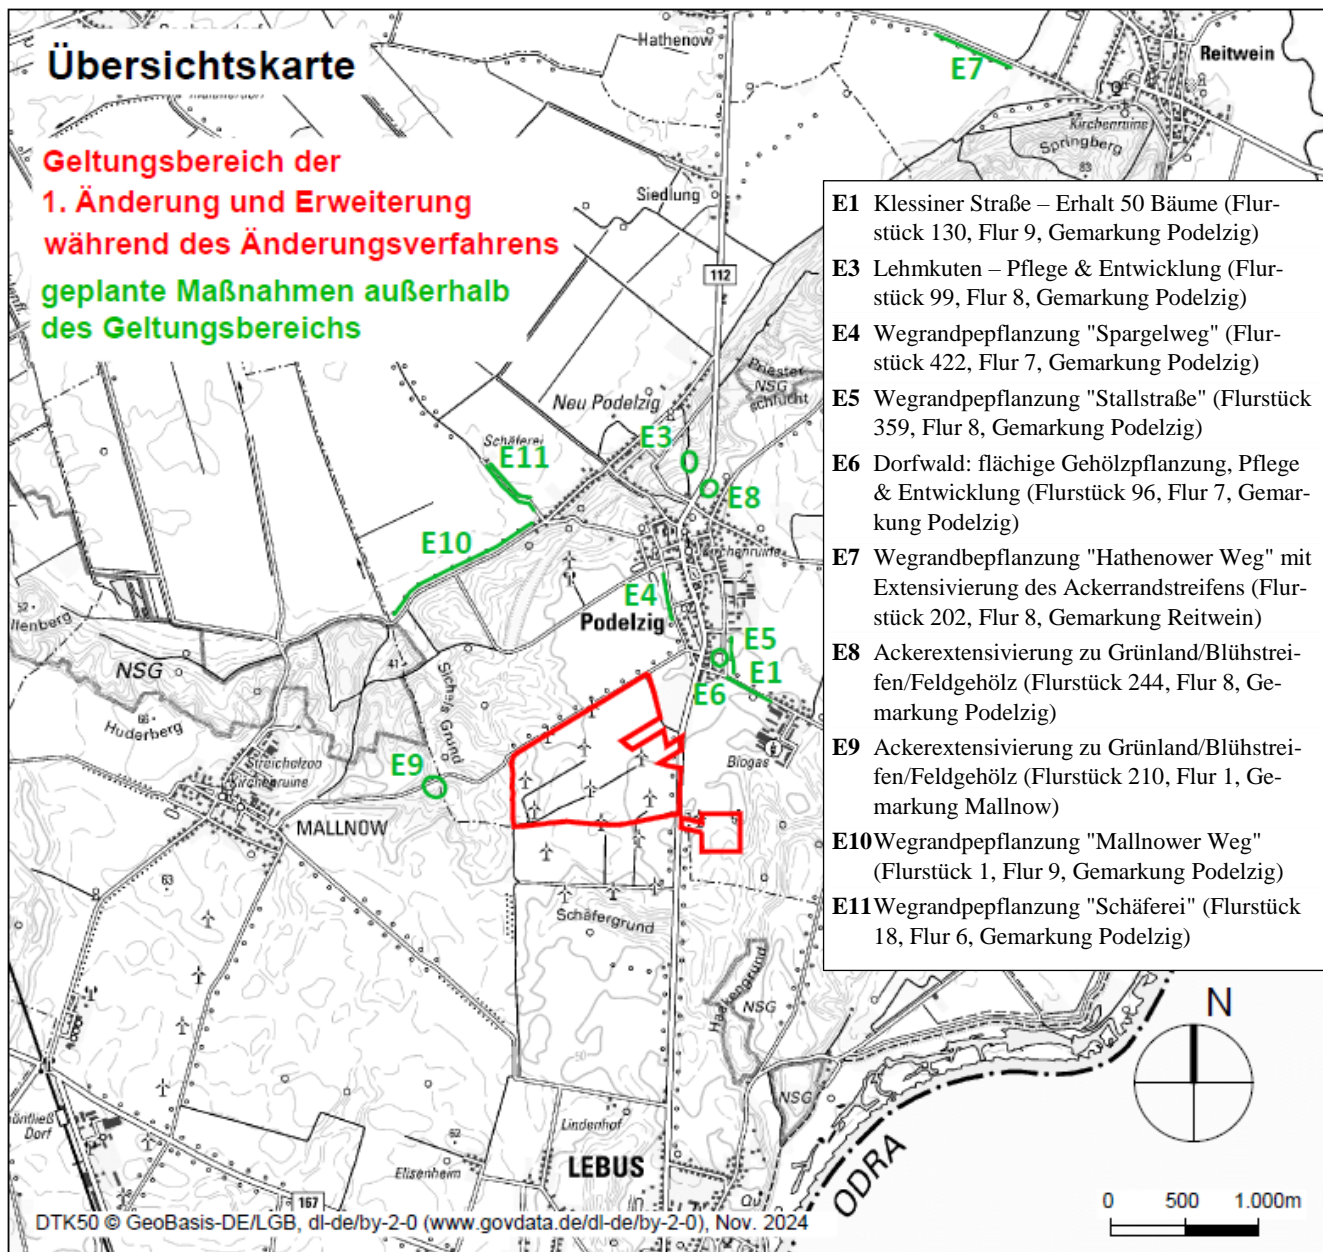 Übersichtskarte
Geltungsbereich der
1. Änderung und Erweiterung
während des Änderungsverfahrens
geplante Maßnahmen außerhalb
des Geltungsbereichs
Hathenow
E7
Reitwein
Kirchenruine
Springberg
83
Siedlung
112
Priester
NSG
schlucht
Neu Podelzig
Schäferei
E3
E11
E8
E10
Kirchenruine
E4
Podelzig
E5
E1
E6
52
llenberg
NSG
41
66
Huderberg
Streichelzoo
Kirchenruine
E9
MALLNOW
Biogas
63
Schäfergrund
50
NSG
NSG
Lindenhof
62
Elisenheim
LEBUS
Dorf
167
ODRA
E1 Klessiner Straße – Erhalt 50 Bäume (Flur-
stück 130, Flur 9, Gemarkung Podelzig)
E3 Lehmkuten – Pflege & Entwicklung (Flur-
stück 99, Flur 8, Gemarkung Podelzig)
E4 Wegrandpepflanzung "Spargelweg" (Flur-
stück 422, Flur 7, Gemarkung Podelzig)
E5 Wegrandpepflanzung "Stallstraße" (Flurstück
359, Flur 8, Gemarkung Podelzig)
E6 Dorfwald: flächige Gehölzpflanzung, Pflege
& Entwicklung (Flurstück 96, Flur 7, Gemar-
kung Podelzig)
E7 Wegrandbepflanzung "Hathenower Weg" mit
Extensivierung des Ackerrandstreifens (Flur-
stück 202, Flur 8, Gemarkung Reitwein)
E8 Ackerextensivierung zu Grünland/Blühstrei-
fen/Feldgehölz (Flurstück 244, Flur 8, Ge-
markung Podelzig)
E9 Ackerextensivierung zu Grünland/Blühstrei-
fen/Feldgehölz (Flurstück 210, Flur 1, Ge-
markung Mallnow)
E10 Wegrandpepflanzung "Mallnower Weg"
(Flurstück 1, Flur 9, Gemarkung Podelzig)
E11 Wegrandpepflanzung "Schäferei" (Flurstück
18, Flur 6, Gemarkung Podelzig)
N
0 500 1.000m
DTK50 © GeoBasis-DE/LGB, dl-de/by-2-0 (www.govdata.de/dl-de/by-2-0), Nov. 2024